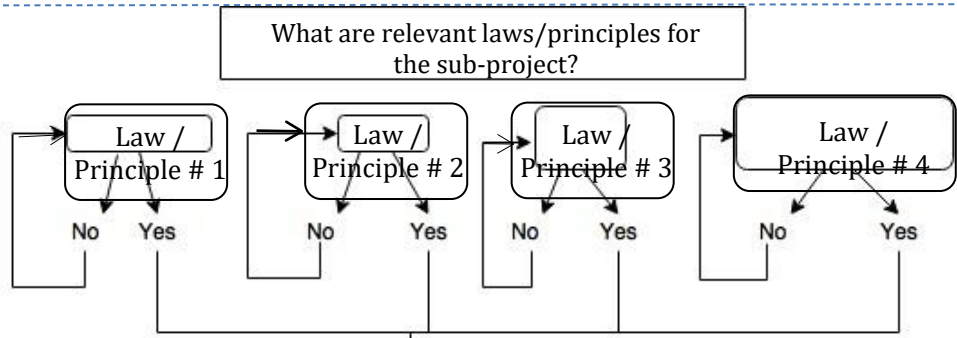 What are relevant laws/principles for
the sub-project?
Law /
Principle # 1
Law /
Principle # 2
Law /
Principle # 3
Law /
Principle # 4
No Yes
No Yes
No Yes
No Yes